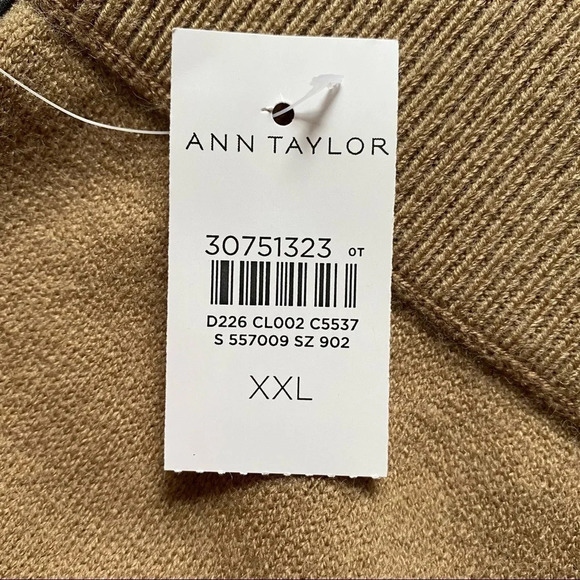 ANN TAYLOR
30751323 OT
D226 CL002 C5537
S 557009 SZ 902
XXL